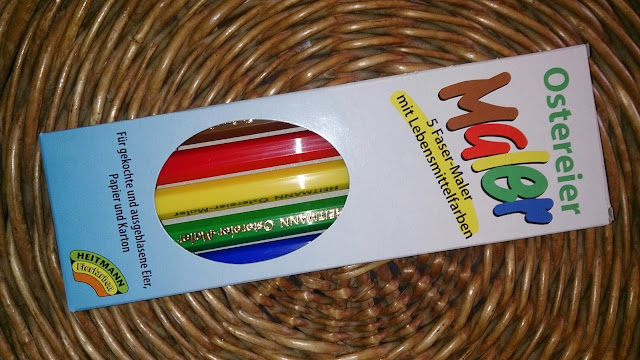 Ostereier
Maler
5 Faser-Maler
mit Lebensmittelfarben
HEITMANN Ostereier-Maler
HEITMANN Ostereier-Maler
Für gekochte und ausgeblasene Eier,
Papier und Karton
HEITMANN
Eierfarben